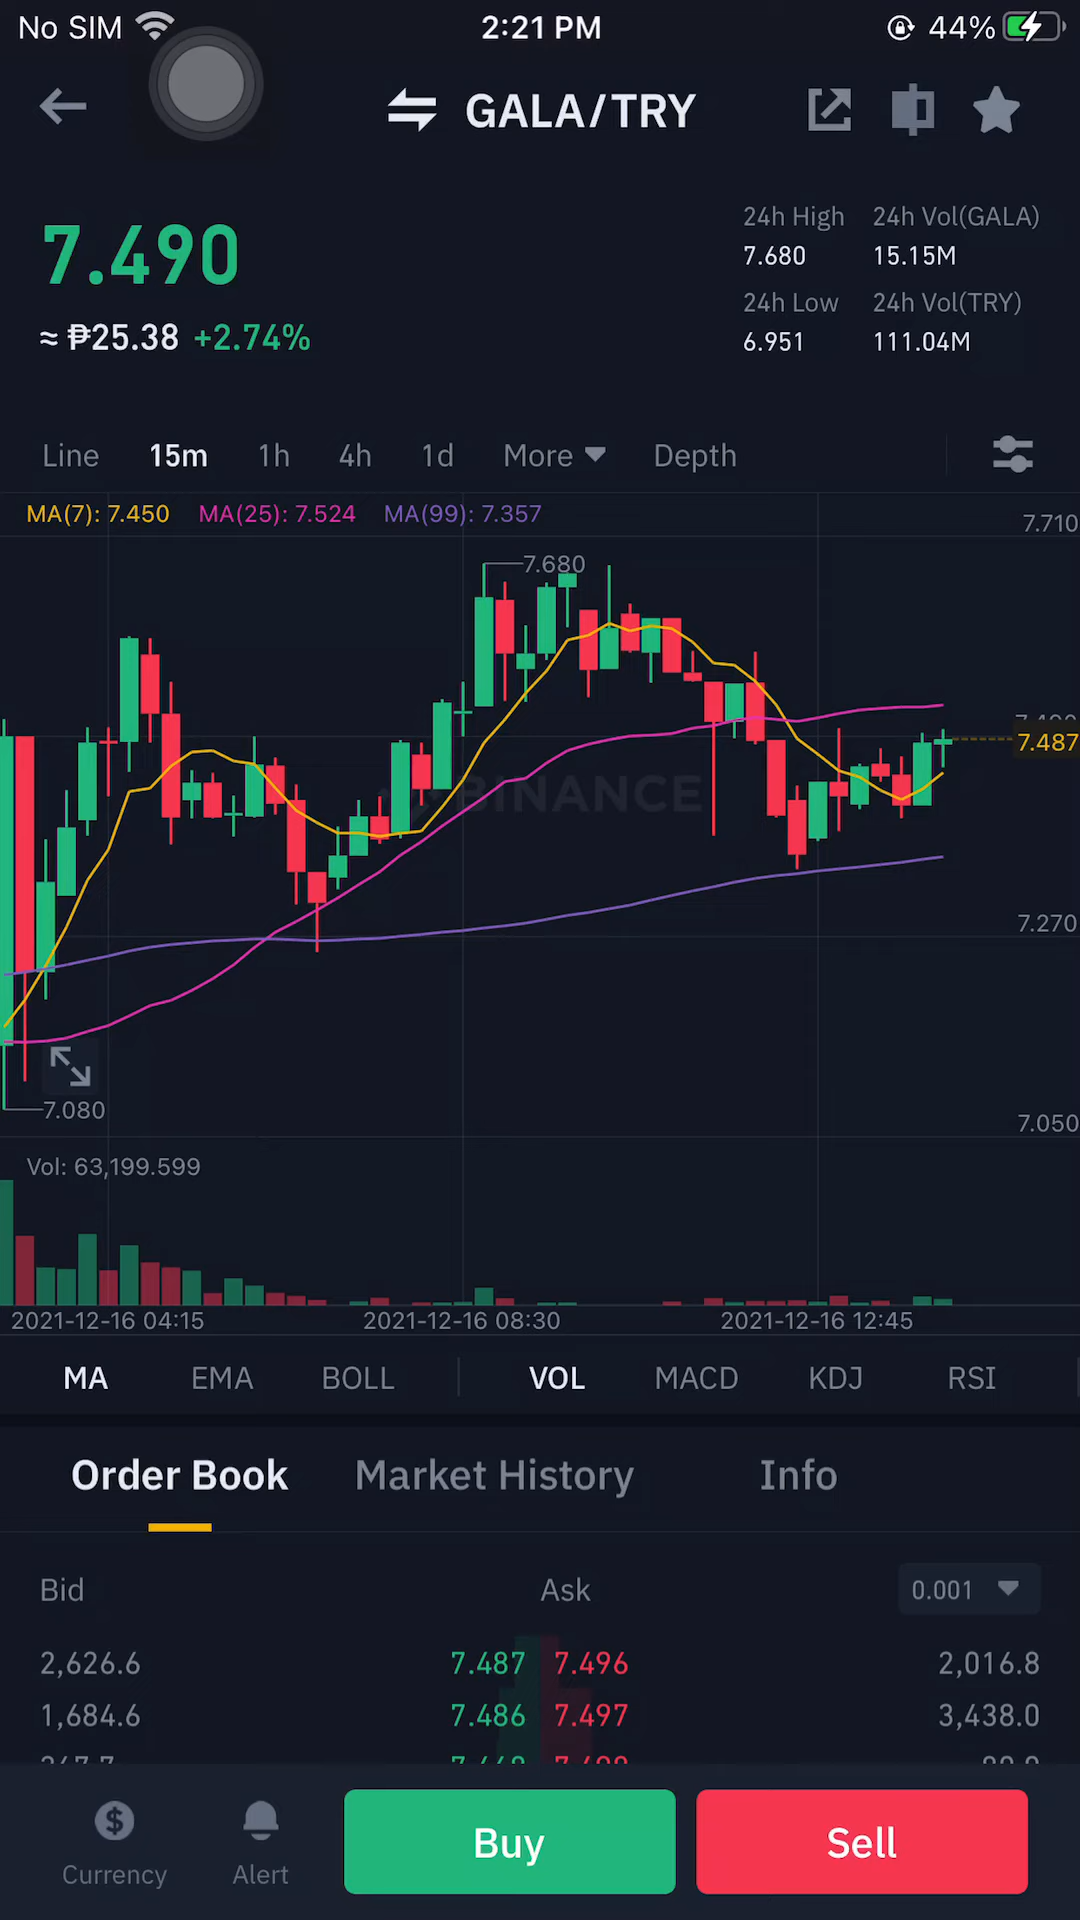 No SIM 2:21 PM 44%
GALA/TRY
7.490
≈ ₱25.38 +2.74%
24h High 24h Vol(GALA)
7.680 15.15M
24h Low 24h Vol(TRY)
6.951 111.04M
Line 15m 1h 4h 1d More Depth
MA(7): 7.450 MA(25): 7.524 MA(99): 7.357
7.710
7.680
7.487
BINANCE
7.270
7.080
7.050
Vol: 63,199.599
2021-12-16 04:15 2021-12-16 08:30 2021-12-16 12:45
MA EMA BOLL VOL MACD KDJ RSI
Order Book Market History Info
Bid Ask 0.001
2,626.6 7.487 7.496 2,016.8
1,684.6 7.486 7.497 3,438.0
Currency Alert Buy Sell